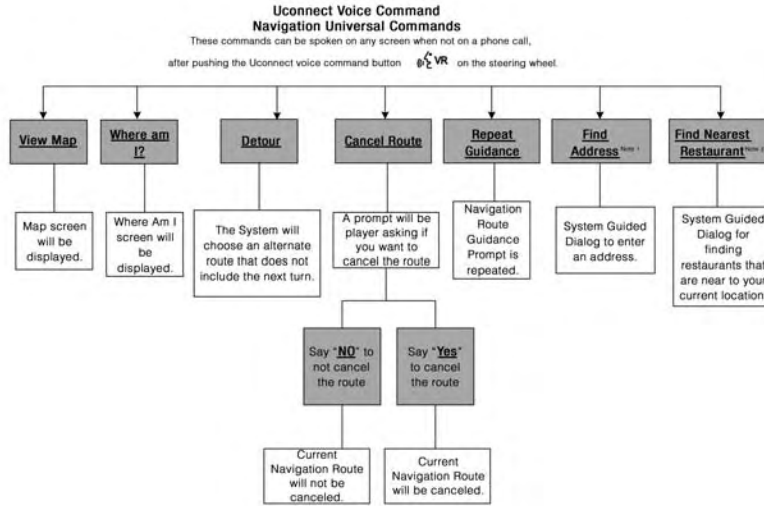 Uconnect Voice Command
Navigation Universal Commands
These commands can be spoken on any screen when not on a phone call,
after pushing the Uconnect voice command button VR on the steering wheel.
View Map
Where am
I?
Detour
Cancel Route
Repeat
Guidance
Find
Address Note 1
Find Nearest
Restaurant Note
Map screen
will be
displayed.
Where Am I
screen will
be
displayed.
The System will
choose an alternate
route that does not
include the next turn.
A prompt will be
player asking if
you want to
cancel the route
Navigation
Route
Guidance
Prompt is
repeated.
System Guided
Dialog to enter
an address.
System Guided
Dialog for
finding
restaurants that
are near to your
current location
Say "NO" to
not cancel
the route
Say "Yes"
to cancel
the route
Current
Navigation Route
will not be
canceled.
Current
Navigation Route
will be canceled.